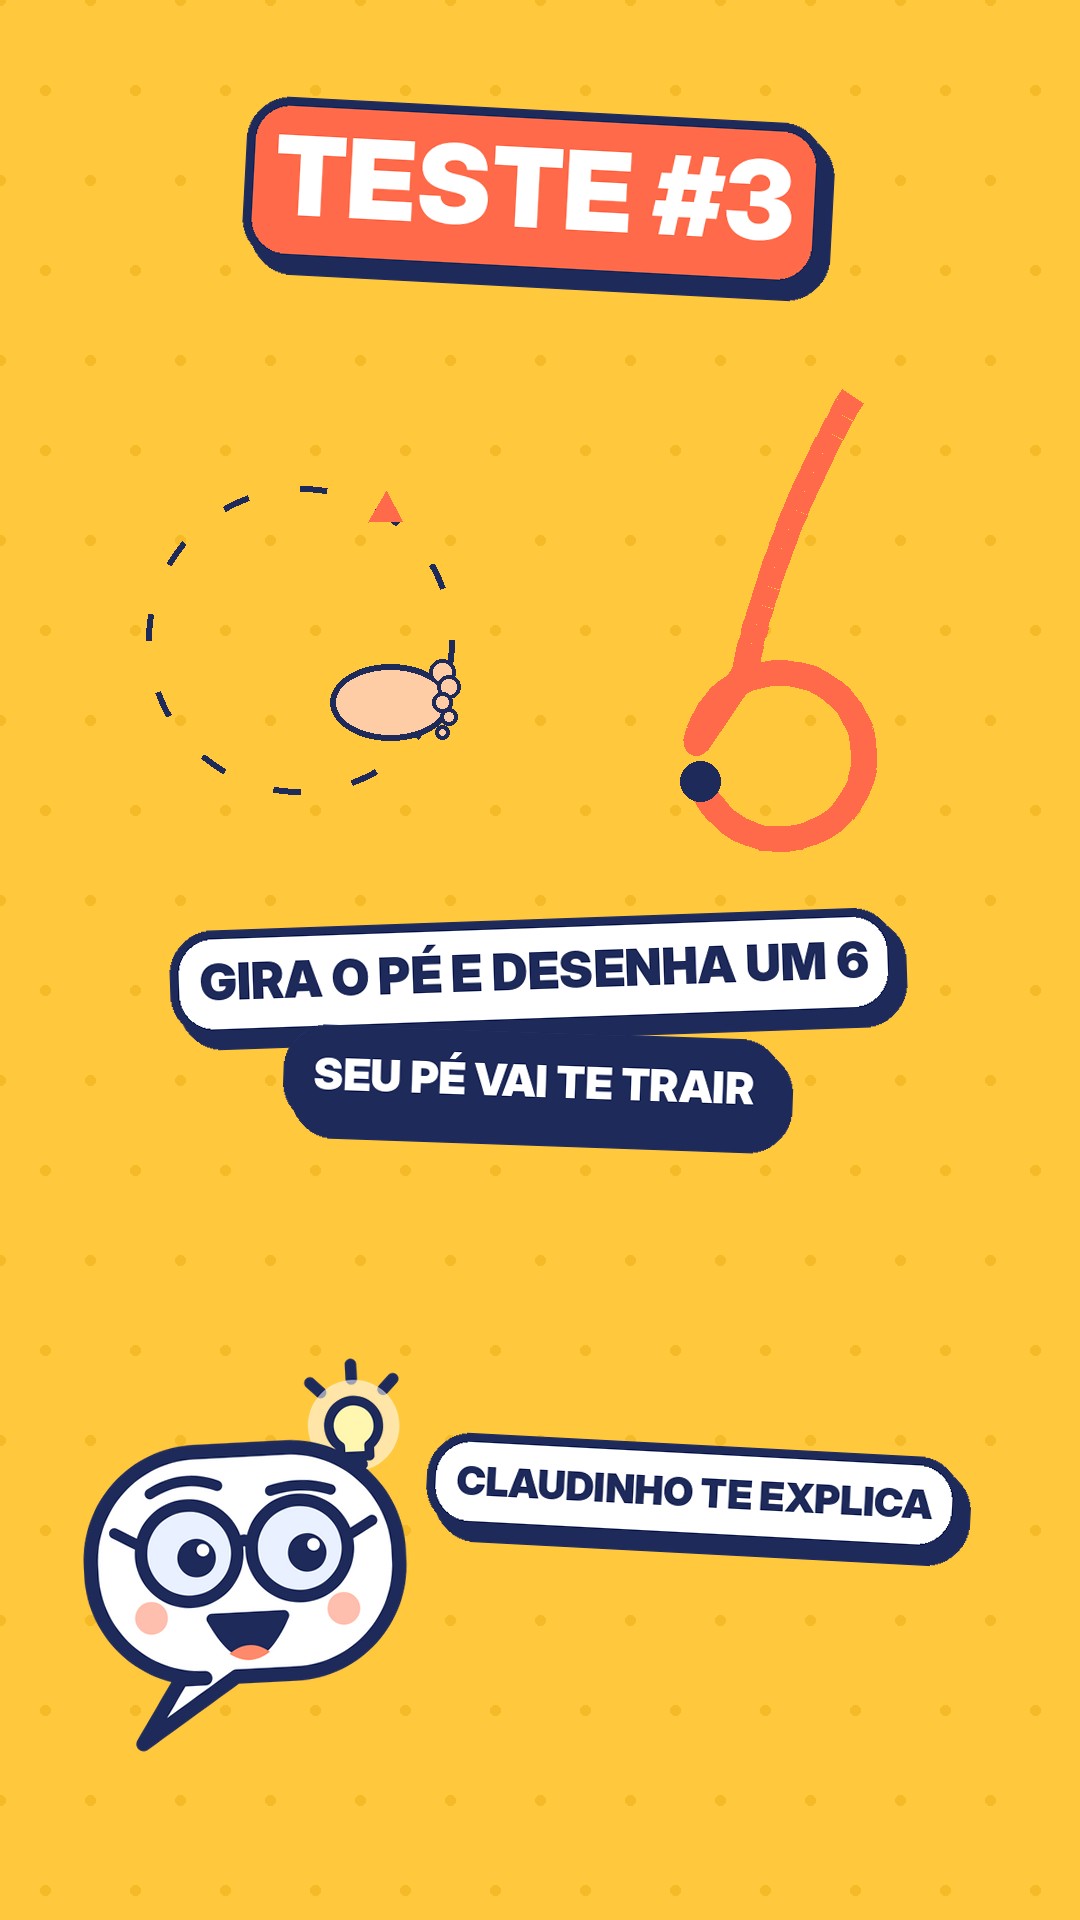 TESTE #3
GIRA O PÉ E DESENHA UM 6
SEU PÉ VAI TE TRAIR
CLAUDINHO TE EXPLICA